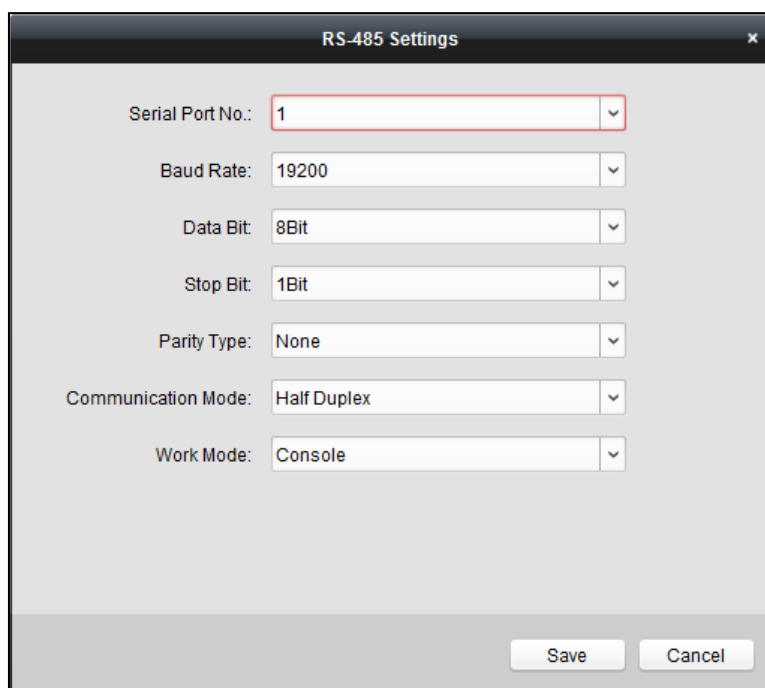 RS-485 Settings ×
Serial Port No.: 1
Baud Rate: 19200
Data Bit: 8Bit
Stop Bit: 1Bit
Parity Type: None
Communication Mode: Half Duplex
Work Mode: Console
Save Cancel